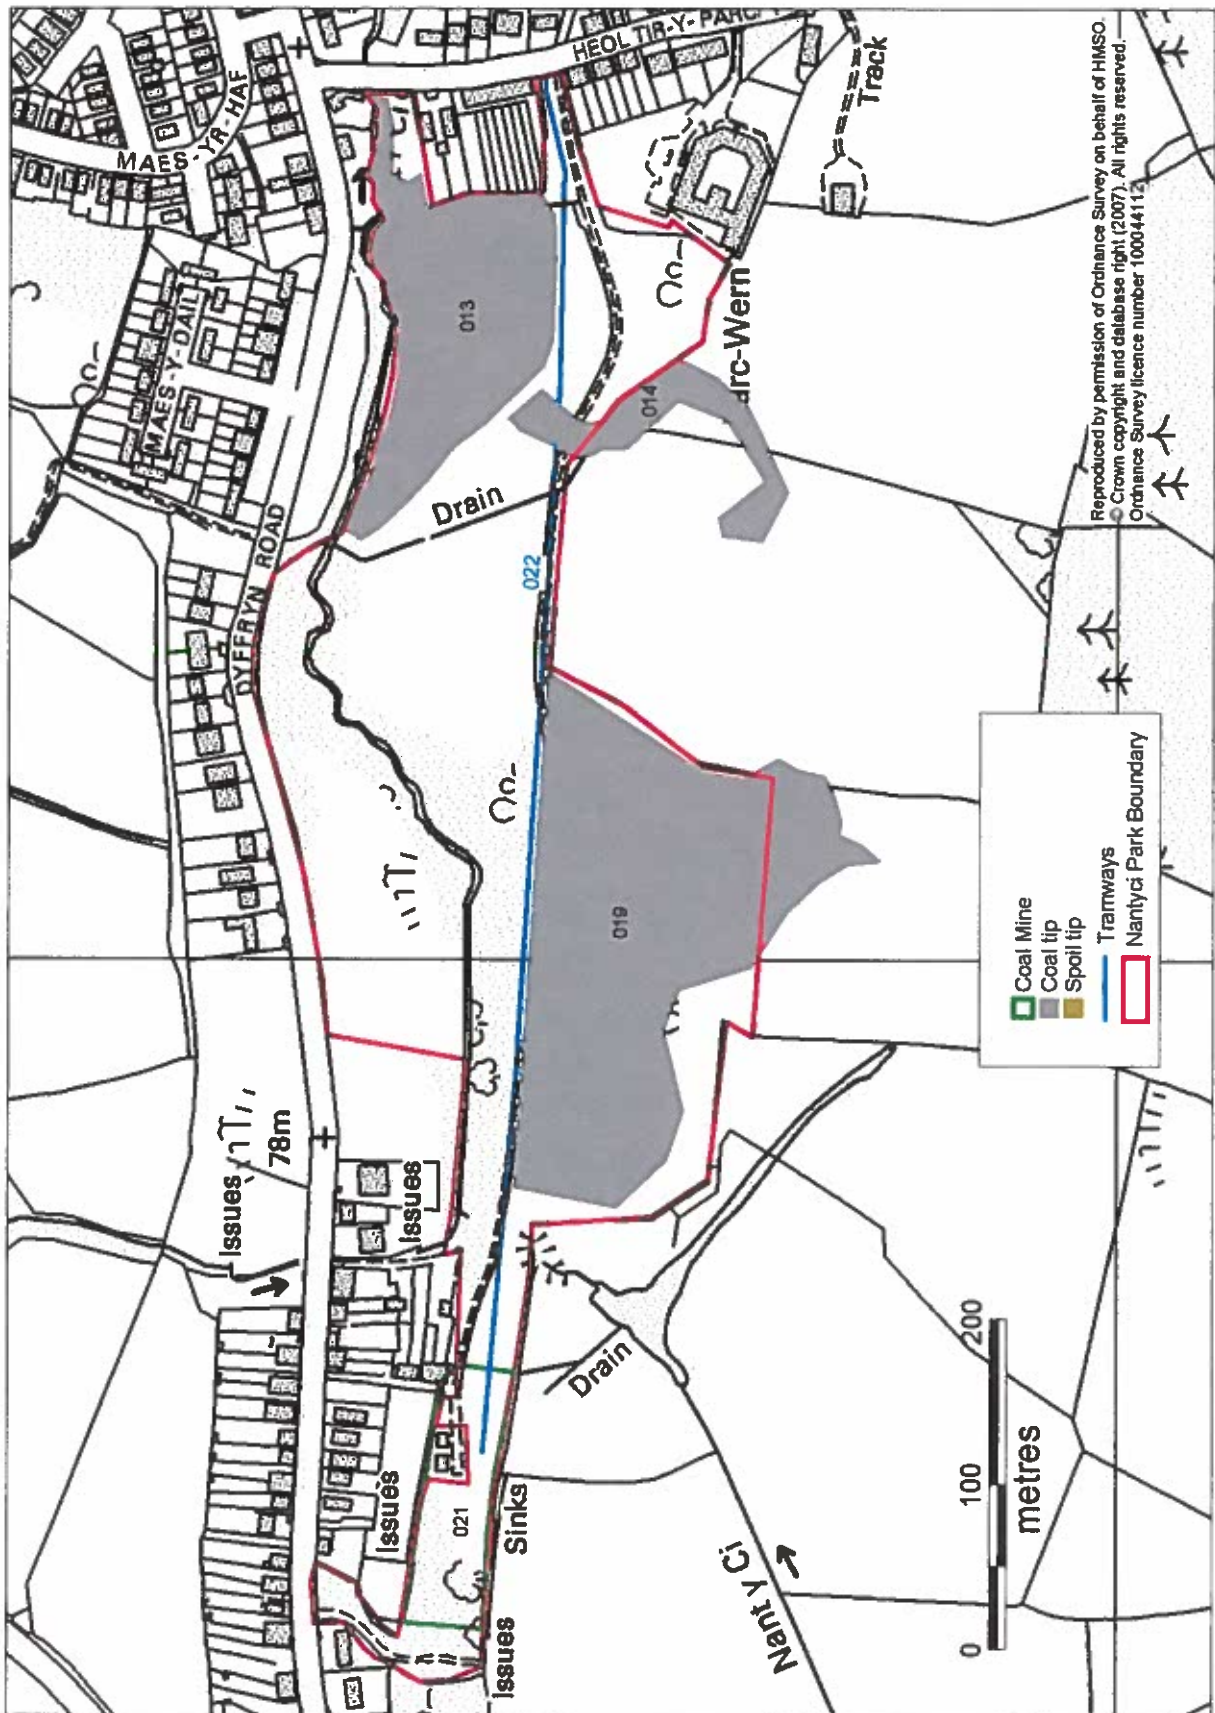 HEOL TIR-Y-PARC
MAES-YR-HAF
Track
MAES-Y-DAIL
DYFFRYN ROAD
013
014
arc-Wern
Drain
022
019
Issues
78m
Issues
Drain
Issues
021
Sinks
Issues
Nant y Ci
Coal Mine
Coal tip
Spoil tip
Tramways
Nantyci Park Boundary
0 100 200
metres
Reproduced by permission of Ordnance Survey on behalf of HMSO.
© Crown copyright and database right (2007). All rights reserved.
Ordnance Survey licence number 100044112